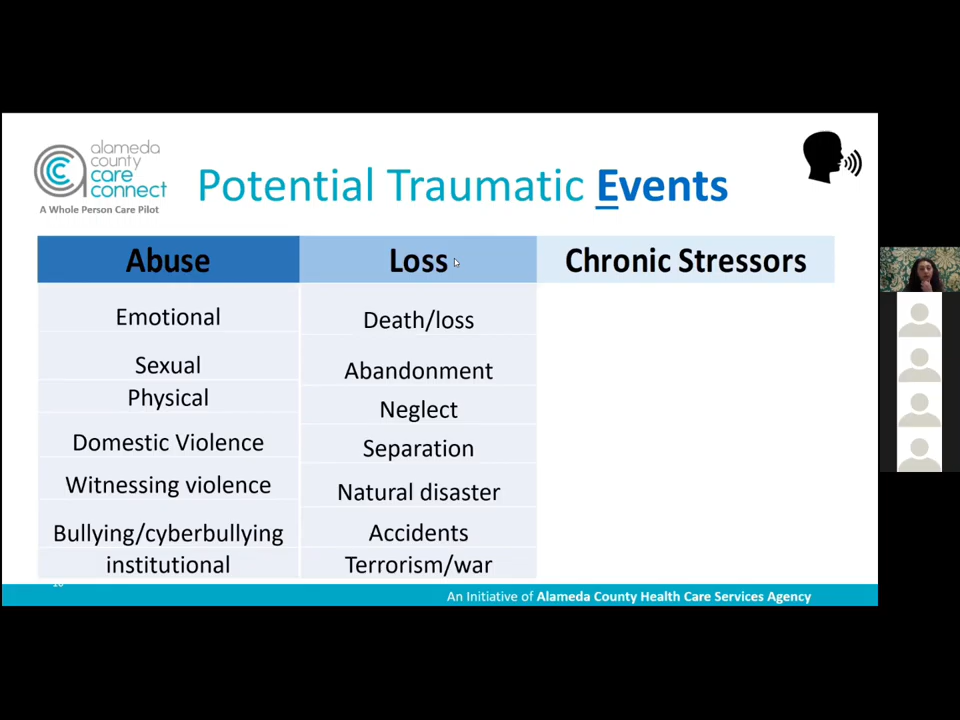 alameda
county
care
connect
A Whole Person Care Pilot
Potential Traumatic Events
Abuse
Loss
Chronic Stressors
Emotional
Sexual
Physical
Domestic Violence
Witnessing violence
Bullying/cyberbullying
institutional
Death/loss
Abandonment
Neglect
Separation
Natural disaster
Accidents
Terrorism/war
An Initiative of Alameda County Health Care Services Agency